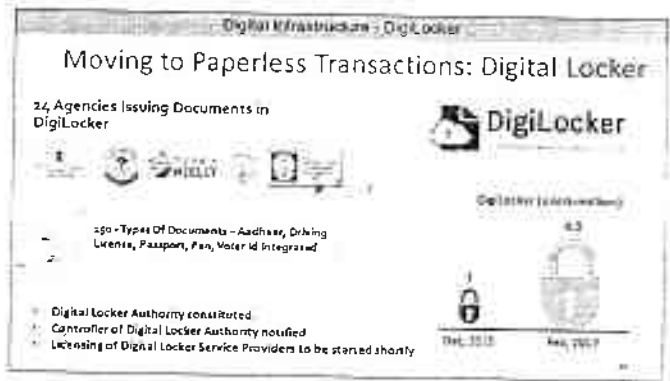 Digital Infrastructure - DigiLocker
Moving to Paperless Transactions: Digital Locker
24 Agencies Issuing Documents in
DigiLocker
DigiLocker
250+Types Of Documents - Aadhaar, Driving
License, Passport, Pan, Voter Id Integrated
Digital Locker Authority constituted
Controller of Digital Locker Authority notified
Licensing of Digital Locker Service Providers to be started shortly